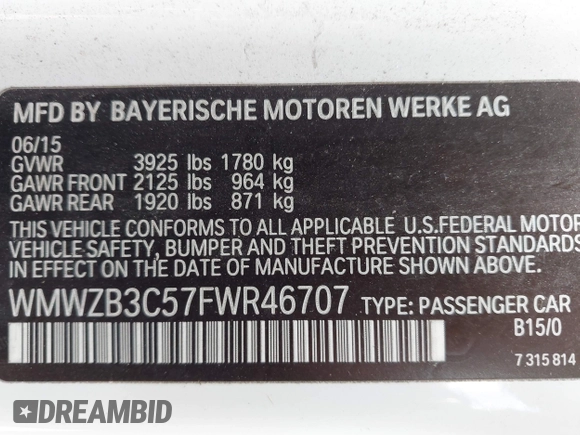 MFD BY BAYERISCHE MOTOREN WERKE AG
06/15
GVWR 3925 lbs 1780 kg
GAWR FRONT 2125 lbs 964 kg
GAWR REAR 1920 lbs 871 kg
THIS VEHICLE CONFORMS TO ALL APPLICABLE U.S.FEDERAL MOTOR
VEHICLE SAFETY, BUMPER AND THEFT PREVENTION STANDARDS
IN EFFECT ON THE DATE OF MANUFACTURE SHOWN ABOVE.
WMWZB3C57FWR46707 TYPE: PASSENGER CAR
B15/0
7 315 814
DREAMBID